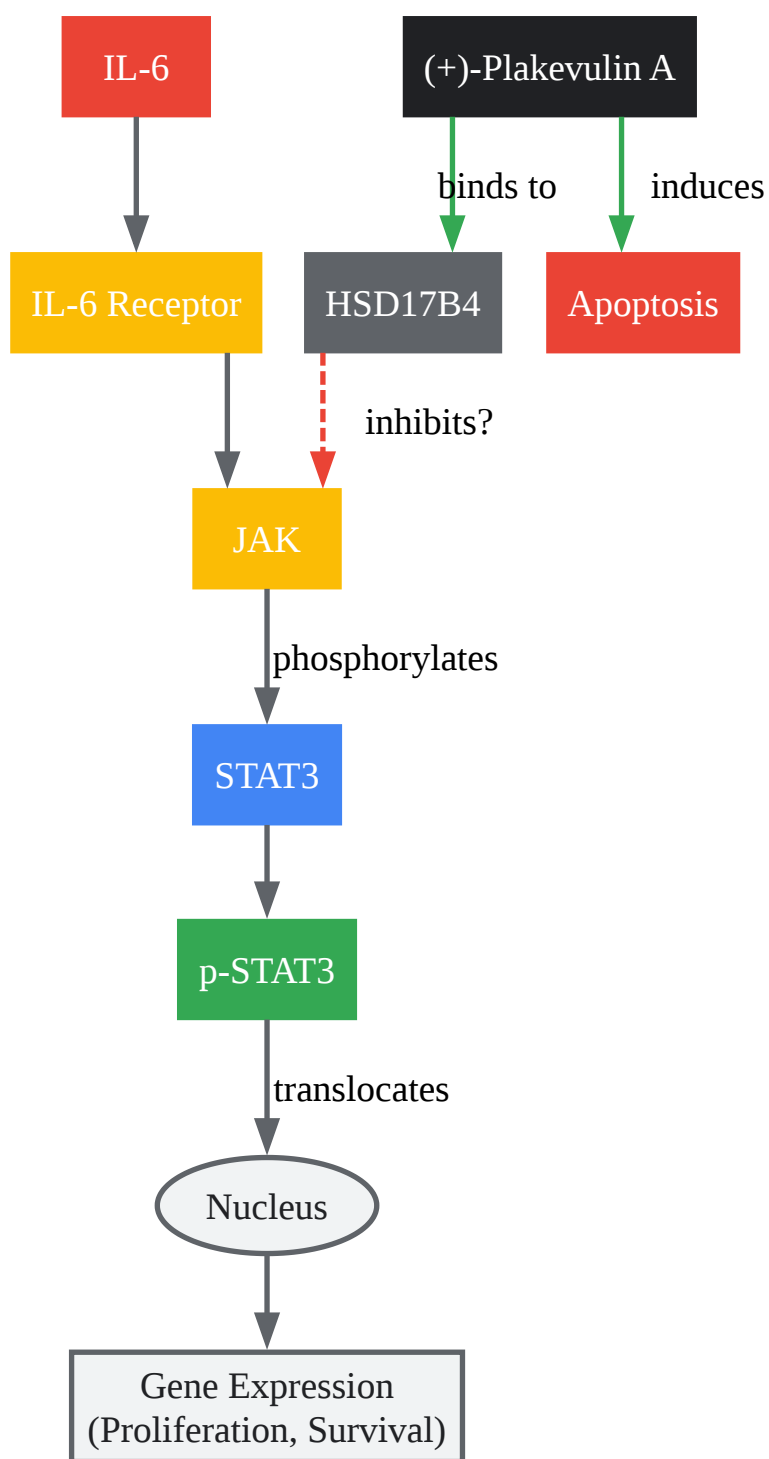 IL-6
(+)-Plakevulin A
binds to
induces
IL-6 Receptor
HSD17B4
Apoptosis
inhibits?
JAK
phosphorylates
STAT3
p-STAT3
translocates
Nucleus
Gene Expression
(Proliferation, Survival)